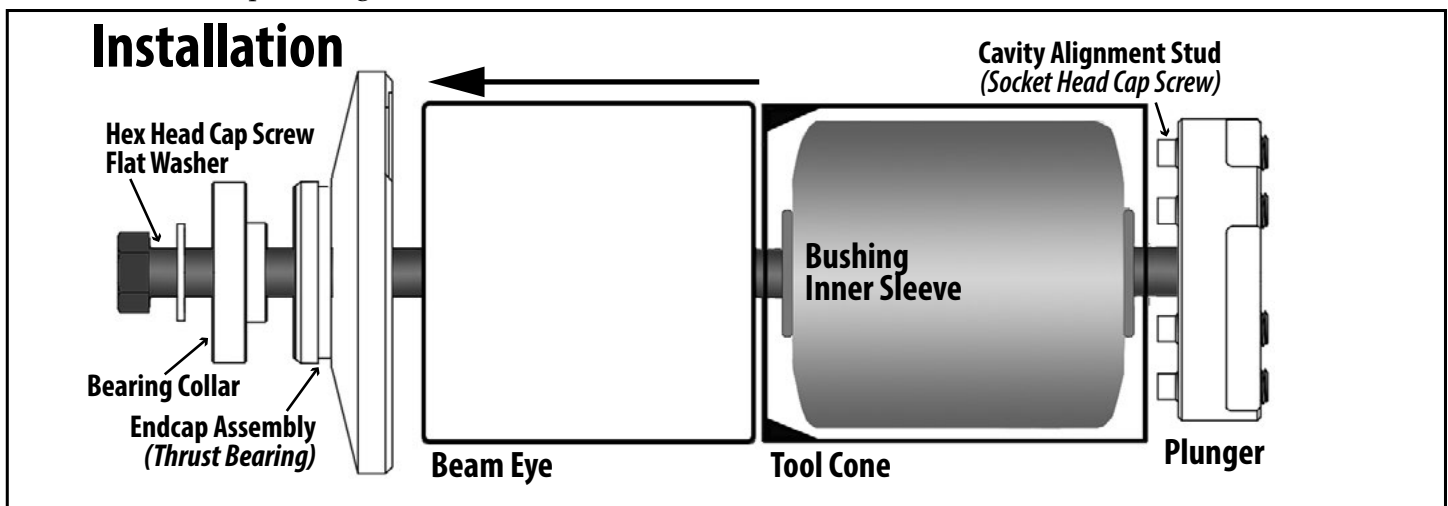 Installation
Cavity Alignment Stud
(Socket Head Cap Screw)
Hex Head Cap Screw
Flat Washer
Bushing
Inner Sleeve
Bearing Collar
Endcap Assembly
(Thrust Bearing)
Beam Eye
Tool Cone
Plunger